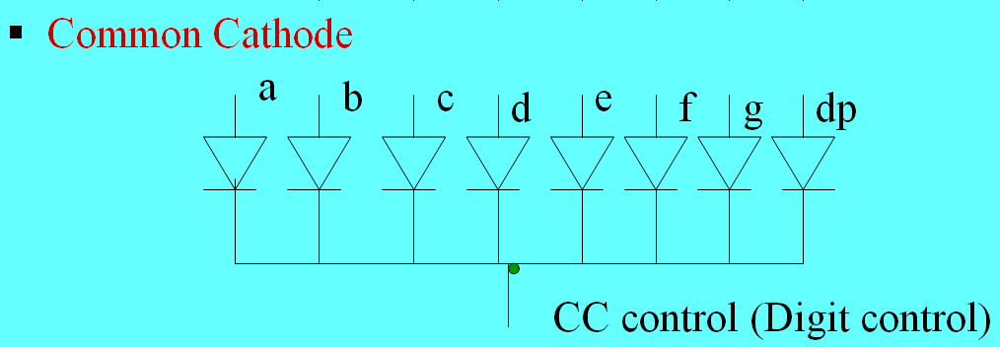 ▪ Common Cathode
a b c d e f g dp
CC control (Digit control)